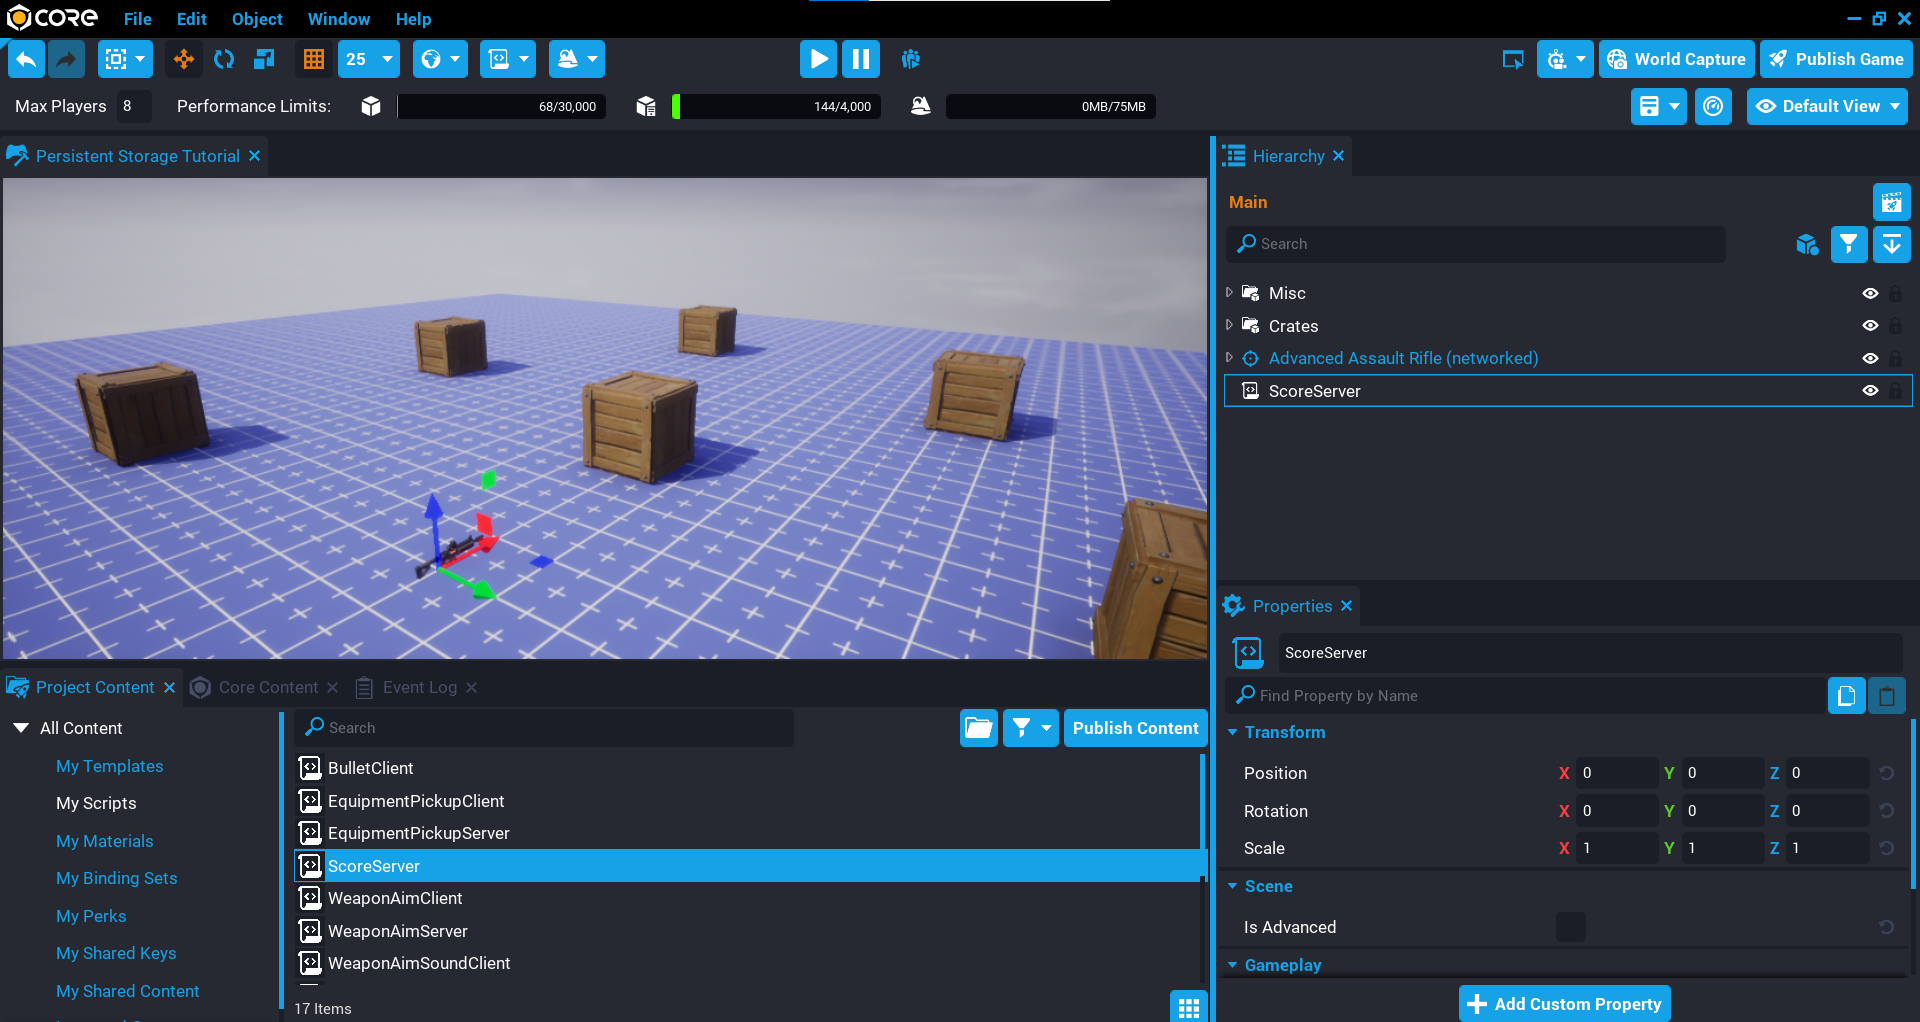 CORE File Edit Object Window Help
25 World Capture Publish Game
Max Players 8 Performance Limits: 68/30,000 144/4,000 0MB/75MB Default View
Persistent Storage Tutorial
Hierarchy
Main
Search
Misc
Crates
Advanced Assault Rifle (networked)
ScoreServer
Properties
ScoreServer
Find Property by Name
Transform
Position X 0 Y 0 Z 0
Rotation X 0 Y 0 Z 0
Scale X 1 Y 1 Z 1
Scene
Is Advanced
Gameplay
Add Custom Property
Project Content Core Content Event Log
All Content
My Templates
My Scripts
My Materials
My Binding Sets
My Perks
My Shared Keys
My Shared Content
Search Publish Content
BulletClient
EquipmentPickupClient
EquipmentPickupServer
ScoreServer
WeaponAimClient
WeaponAimServer
WeaponAimSoundClient
17 Items